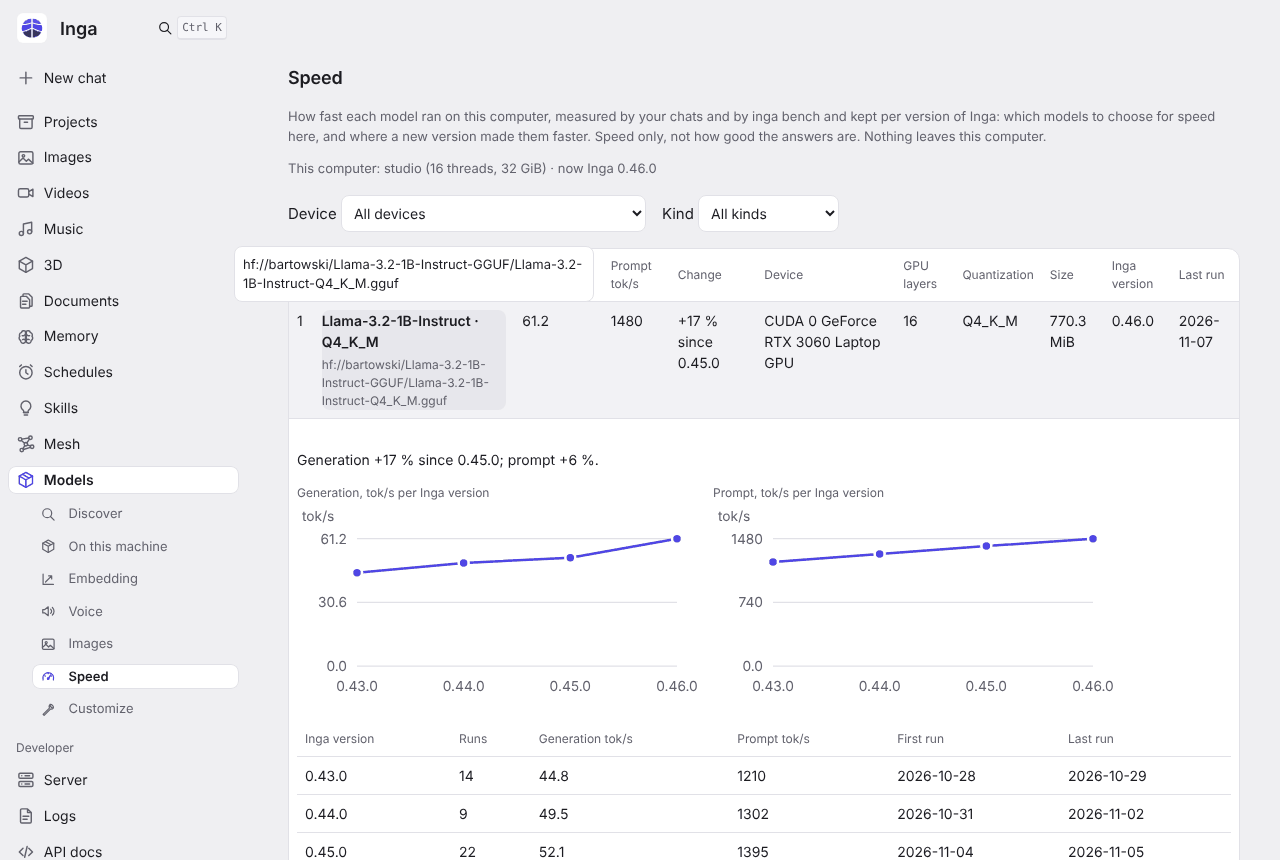 Inga
Ctrl K
New chat
Projects
Images
Videos
Music
3D
Documents
Memory
Schedules
Skills
Mesh
Models
Discover
On this machine
Embedding
Voice
Images
Speed
Customize
Developer
Server
Logs
API docs
Speed
How fast each model ran on this computer, measured by your chats and by inga bench and kept per version of Inga: which models to choose for speed
here, and where a new version made them faster. Speed only, not how good the answers are. Nothing leaves this computer.
This computer: studio (16 threads, 32 GiB) · now Inga 0.46.0
Device All devices Kind All kinds
hf://bartowski/Llama-3.2-1B-Instruct-GGUF/Llama-3.2-
1B-Instruct-Q4_K_M.gguf
Prompt tok/s Change Device GPU layers Quantization Size Inga version Last run
1 Llama-3.2-1B-Instruct · 61.2 1480 +17 % CUDA 0 GeForce 16 Q4_K_M 770.3 0.46.0 2026-
Q4_K_M since RTX 3060 Laptop MiB 11-07
hf://bartowski/Llama-3.2-1B- 0.45.0 GPU
Instruct-GGUF/Llama-3.2-1B-
Instruct-Q4_K_M.gguf
Generation +17 % since 0.45.0; prompt +6 %.
Generation, tok/s per Inga version
tok/s
61.2
30.6
0.0
0.43.0 0.44.0 0.45.0 0.46.0
Prompt, tok/s per Inga version
tok/s
1480
740
0.0
0.43.0 0.44.0 0.45.0 0.46.0
Inga version Runs Generation tok/s Prompt tok/s First run Last run
0.43.0 14 44.8 1210 2026-10-28 2026-10-29
0.44.0 9 49.5 1302 2026-10-31 2026-11-02
0.45.0 22 52.1 1395 2026-11-04 2026-11-05